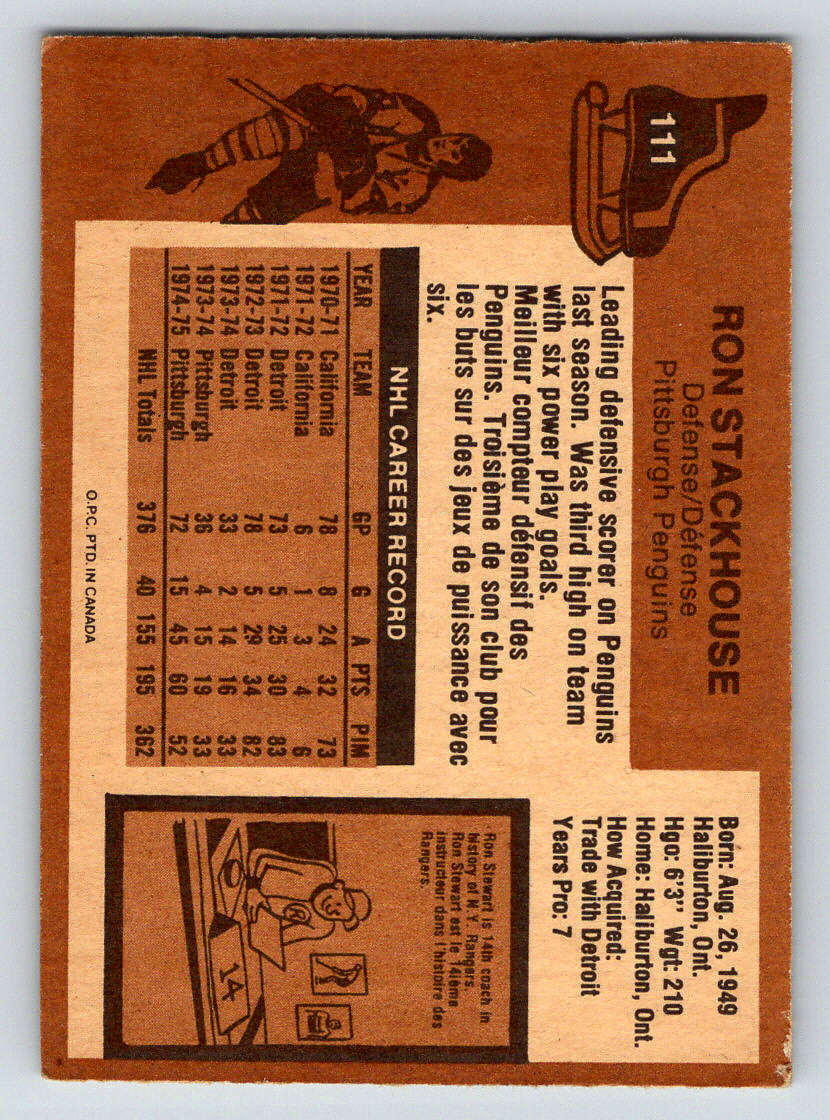 111
RON STACKHOUSE
Defense/Défense
Pittsburgh Penguins
Born: Aug. 26, 1949
Haliburton, Ont.
Hgo: 6'3" Wgt: 210
Home: Haliburton, Ont.
How Acquired:
Trade with Detroit
Years Pro: 7
Leading defensive scorer on Penguins
last season. Was third high on team
with six power play goals.
Meilleur compteur défensif des
Penguins. Troisième de son club pour
les buts sur des jeux de puissance avec
six.
NHL CAREER RECORD
YEAR TEAM GP G A PTS PIM
1970-71 California 78 8 24 32 73
1971-72 California 6 1 3 4 6
1971-72 Detroit 73 5 25 30 83
1972-73 Detroit 78 5 29 34 82
1973-74 Detroit 33 2 14 16 33
1973-74 Pittsburgh 36 4 15 19 33
1974-75 Pittsburgh 72 15 45 60 52
NHL Totals 376 40 155 195 362
Ron Stewart is 14th coach in
history of N.Y. Rangers.
Ron Stewart est le 14ième
instructeur dans l'histoire des
Rangers.
14
O.P.C. PTD. IN CANADA